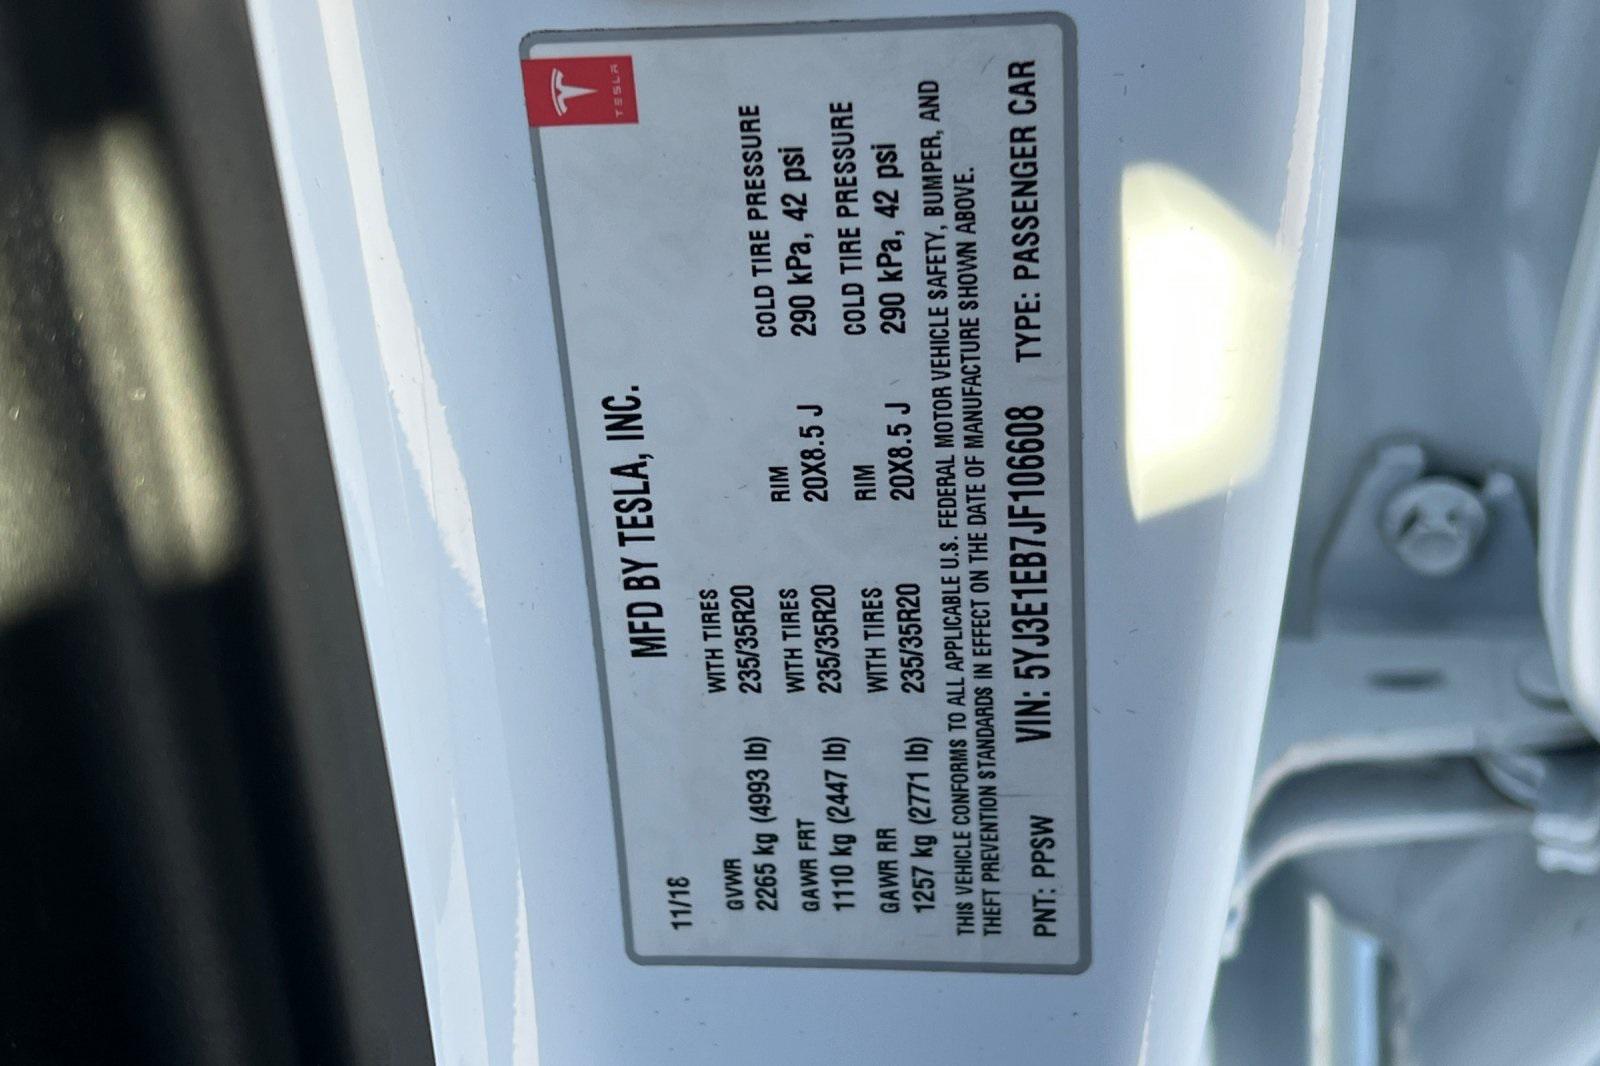 TESLA
MFD BY TESLA, INC.
11/18
GVWR WITH TIRES
2265 kg (4993 lb) 235/35R20 COLD TIRE PRESSURE
GAWR FRT WITH TIRES RIM 290 kPa, 42 psi
1110 kg (2447 lb) 235/35R20 20X8.5 J COLD TIRE PRESSURE
GAWR RR WITH TIRES RIM 290 kPa, 42 psi
1257 kg (2771 lb) 235/35R20 20X8.5 J
THIS VEHICLE CONFORMS TO ALL APPLICABLE U.S. FEDERAL MOTOR VEHICLE SAFETY, BUMPER, AND
THEFT PREVENTION STANDARDS IN EFFECT ON THE DATE OF MANUFACTURE SHOWN ABOVE.
PNT: PPSW VIN: 5YJ3E1EB7JF106608 TYPE: PASSENGER CAR